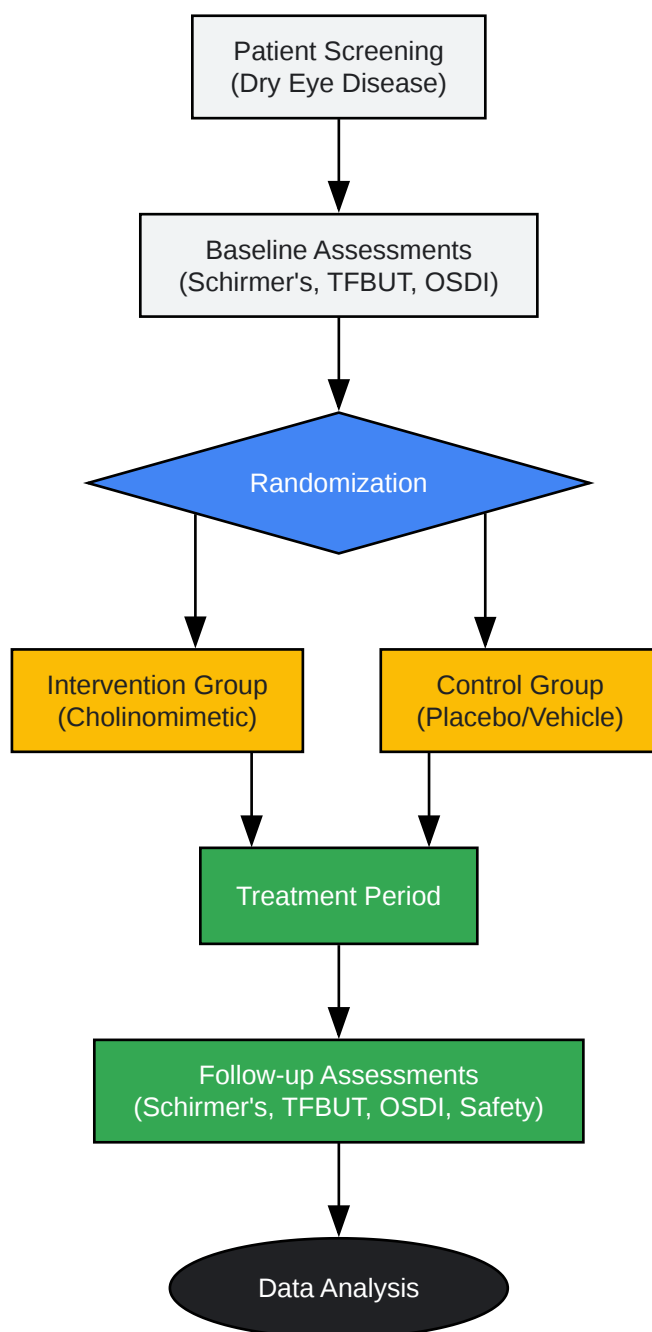 Patient Screening
(Dry Eye Disease)
Baseline Assessments
(Schirmer's, TFBUT, OSDI)
Randomization
Intervention Group
(Cholinomimetic)
Control Group
(Placebo/Vehicle)
Treatment Period
Follow-up Assessments
(Schirmer's, TFBUT, OSDI, Safety)
Data Analysis